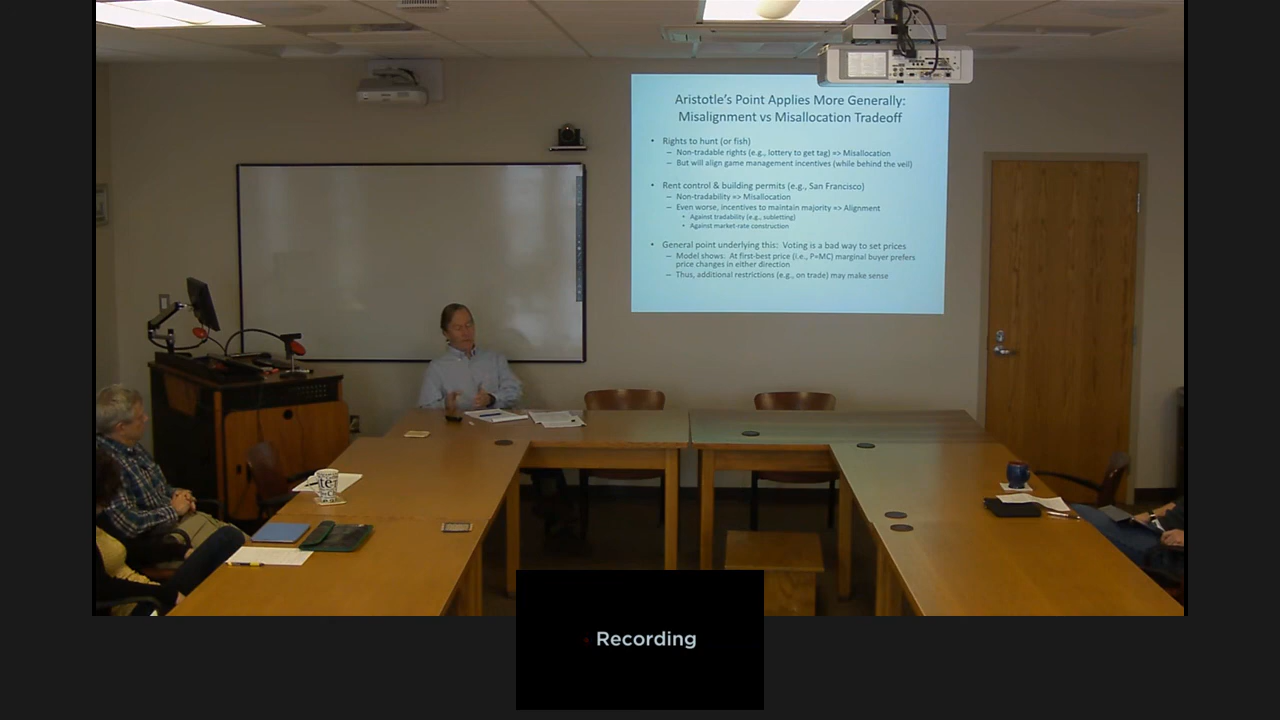 Aristotle's Point Applies More Generally:
Misalignment vs Misallocation Tradeoff
• Rights to hunt (or fish)
– Non-tradable rights (e.g., lottery to get tag) => Misallocation
– But will align game management incentives (while behind the veil)
• Rent control & building permits (e.g., San Francisco)
– Non-tradability => Misallocation
– Even worse, incentives to maintain majority => Alignment
• Against tradability (e.g., subletting)
• Against market-rate construction
• General point underlying this: Voting is a bad way to set prices
– Model shows: At first-best price (i.e., P=MC) marginal buyer prefers
price changes in either direction
– Thus, additional restrictions (e.g., on trade) may make sense
Recording